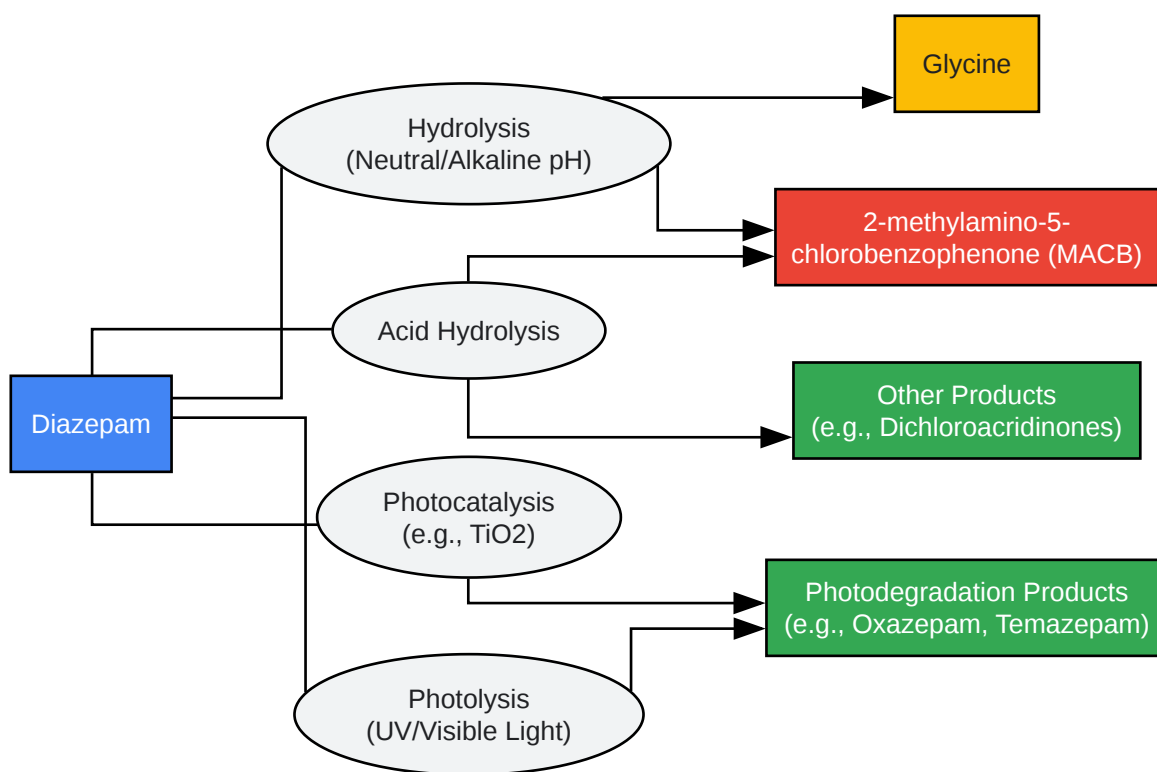 Glycine
Hydrolysis
(Neutral/Alkaline pH)
2-methylamino-5-
chlorobenzophenone (MACB)
Acid Hydrolysis
Diazepam
Other Products
(e.g., Dichloroacridinones)
Photocatalysis
(e.g., TiO2)
Photodegradation Products
(e.g., Oxazepam, Temazepam)
Photolysis
(UV/Visible Light)